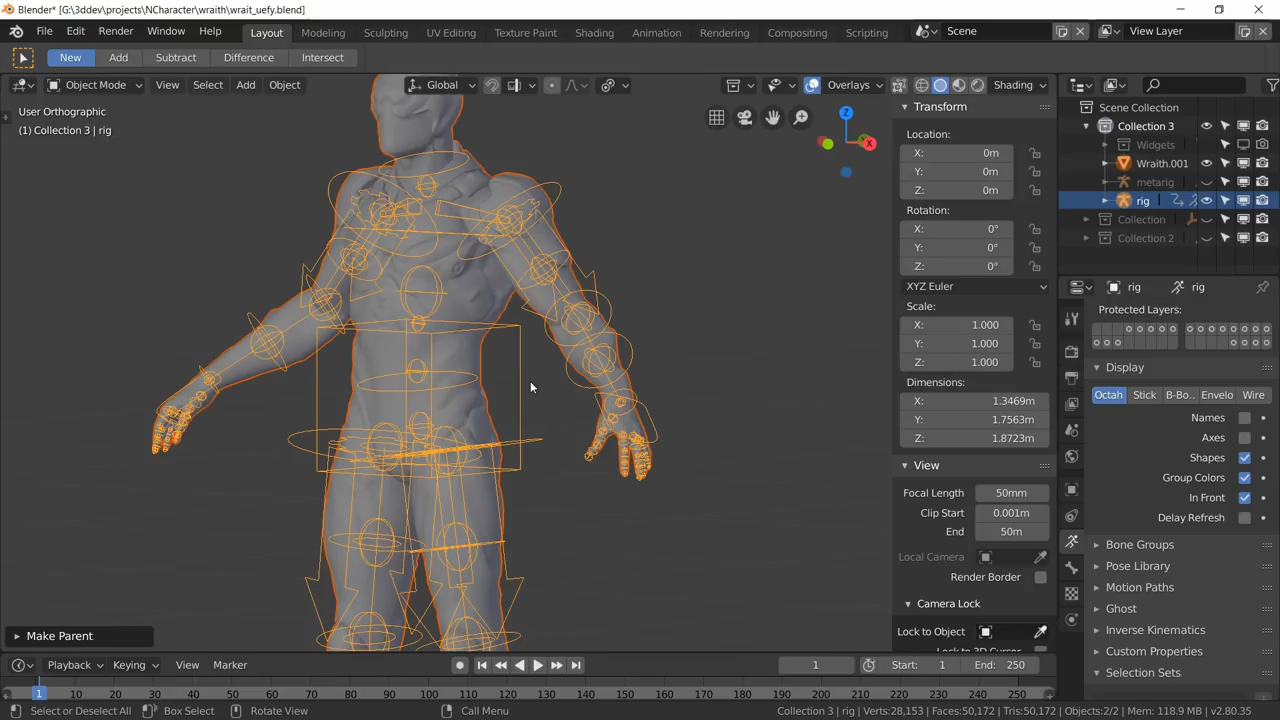 Blender* [G:\3ddev\projects\NCharacter\wraith\wrait_uefy.blend]
File Edit Render Window Help Layout Modeling Sculpting UV Editing Texture Paint Shading Animation Rendering Compositing Scripting Scene View Layer
New Add Subtract Difference Intersect
Object Mode View Select Add Object Global Overlays Shading
User Orthographic
(1) Collection 3 | rig
Z
X
Transform
Location:
X: 0m
Y: 0m
Z: 0m
Rotation:
X: 0°
Y: 0°
Z: 0°
XYZ Euler
Scale:
X: 1.000
Y: 1.000
Z: 1.000
Dimensions:
X: 1.3469m
Y: 1.7563m
Z: 1.8723m
View
Focal Length 50mm
Clip Start 0.001m
End 50m
Local Camera
Render Border
Camera Lock
Lock to Object
Lock to 3D Cursor
Scene Collection
Collection 3
Widgets
Wraith.001
metarig
rig
Collection
Collection 2
rig rig
Protected Layers:
Display
Octah Stick B-Bo.. Envelo Wire
Names
Axes
Shapes
Group Colors
In Front
Delay Refresh
Bone Groups
Pose Library
Motion Paths
Ghost
Inverse Kinematics
Custom Properties
Selection Sets
Make Parent
Playback Keying View Marker 1 Start: 1 End: 250
1 10 20 30 40 50 60 70 80 90 100 110 120 130 140 150 160 170 180 190 200 210 220 230 240 250
Select or Deselect All Box Select Rotate View Call Menu Collection 3 | rig | Verts:28,153 | Faces:50,172 | Tris:50,172 | Objects:2/2 | Mem: 118.9 MB | v2.80.35